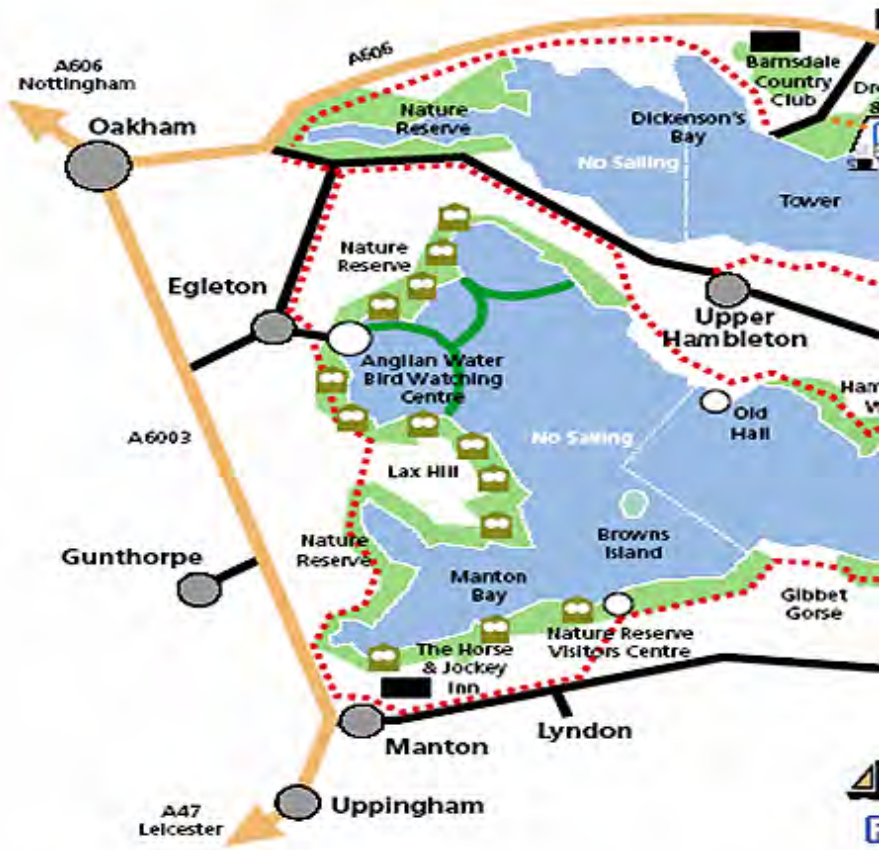 A606
A606
Nottingham
Oakham
Barnsdale
Country
Club
Nature
Reserve
Dickenson's
Bay
No Sailing
Tower
Nature
Reserve
Egleton
Upper
Hambleton
Anglian Water
Bird Watching
Centre
Old
Hall
A6003
No Sailing
Lax Hill
Nature
Reserve
Browns
Island
Gunthorpe
Manton
Bay
Gibbet
Gorse
The Horse
& Jockey
Inn
Nature Reserve
Visitors Centre
Lyndon
Manton
A47
Leicester
Uppingham